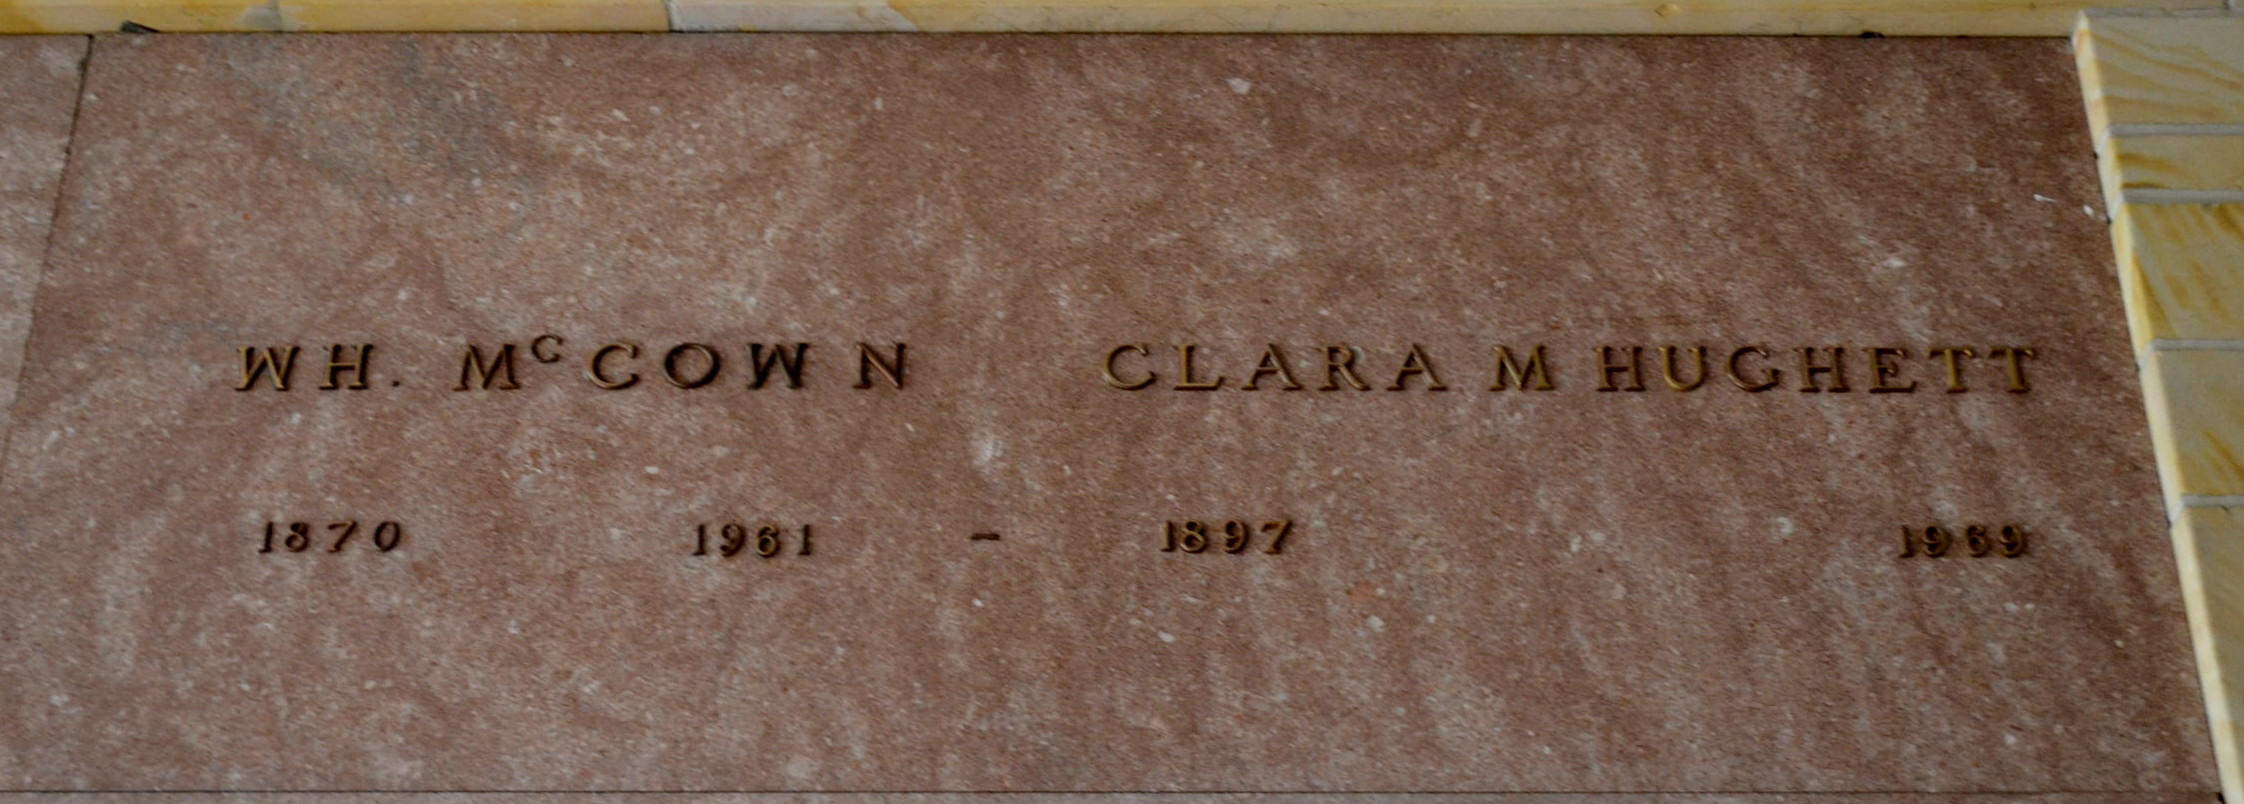 WH. McCOWN CLARA M HUGHETT
1870 1961 - 1897 1969